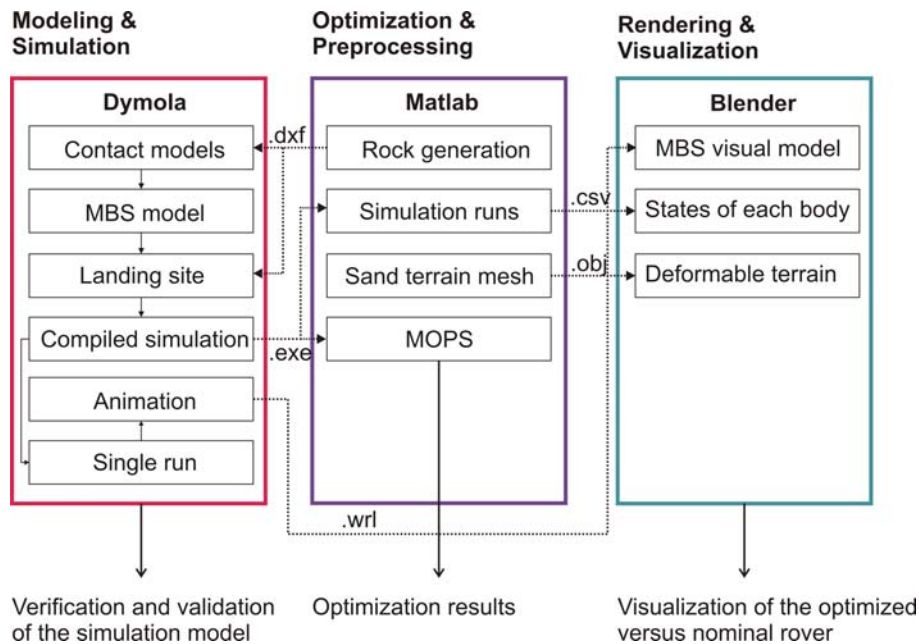 Modeling &
Simulation
Optimization &
Preprocessing
Rendering &
Visualization
Dymola
Contact models
MBS model
Landing site
Compiled simulation
Animation
Single run
.dxf
.exe
Matlab
Rock generation
Simulation runs
Sand terrain mesh
MOPS
.csv
.obj
.wrl
Blender
MBS visual model
States of each body
Deformable terrain
Verification and validation
of the simulation model
Optimization results
Visualization of the optimized
versus nominal rover